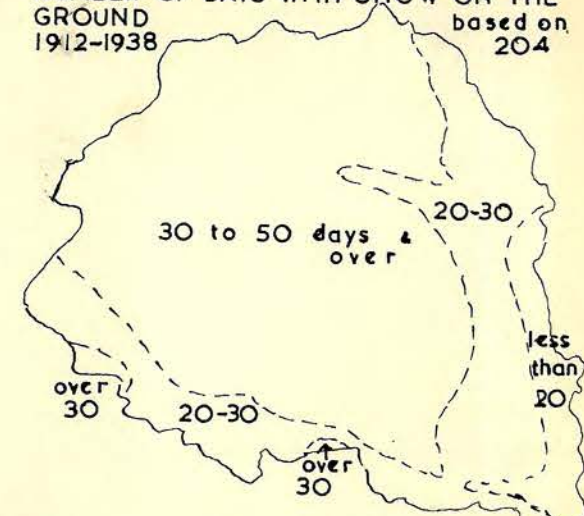 GROUND
1912-1938
based on
204
30 to 50 days &
over
20-30
less
than
20
over
30
20-30
over
30